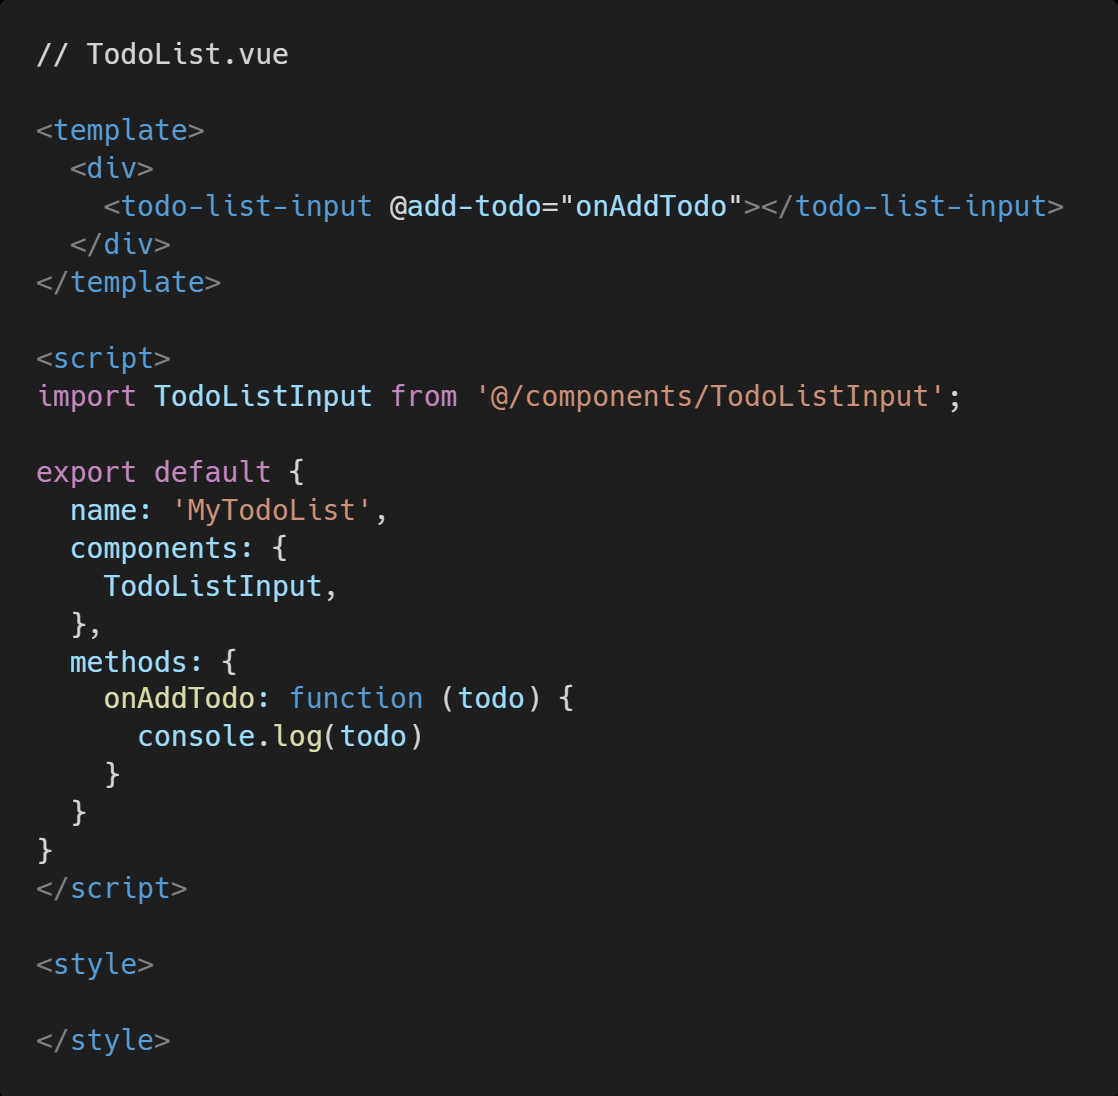 // TodoList.vue
<template>
<div>
<todo-list-input @add-todo="onAddTodo"></todo-list-input>
</div>
</template>
<script>
import TodoListInput from '@/components/TodoListInput';
export default {
name: 'MyTodoList',
components: {
TodoListInput,
},
methods: {
onAddTodo: function (todo) {
console.log(todo)
}
}
}
</script>
<style>
</style>